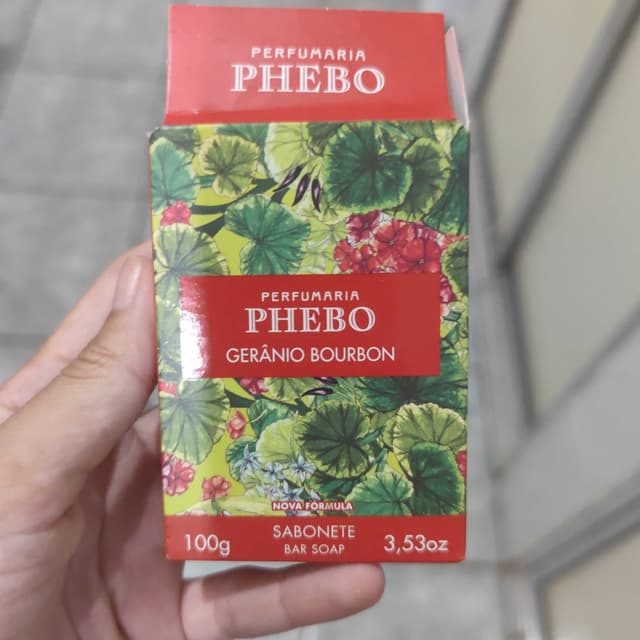 PERFUMARIA
PHEBO
PERFUMARIA
PHEBO
GERÂNIO BOURBON
NOVA FÓRMULA
SABONETE
BAR SOAP
100g
3,53oz